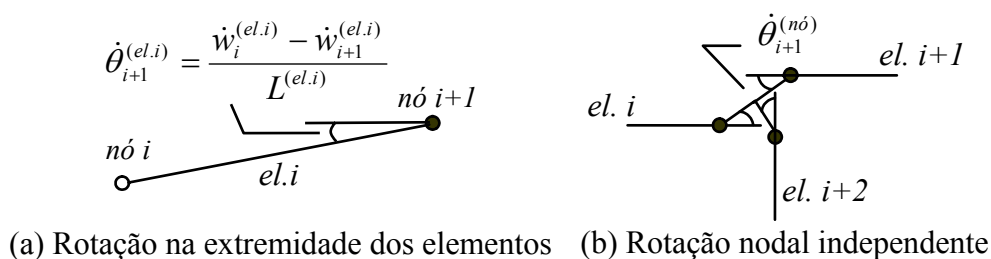 θ̇_{i+1}^{(el.i)} = (ẇ_i^{(el.i)} − ẇ_{i+1}^{(el.i)}) / L^{(el.i)}
nó i+1
nó i
el.i
θ̇_{i+1}^{(nó)}
el. i+1
el. i
el. i+2
(a) Rotação na extremidade dos elementos
(b) Rotação nodal independente